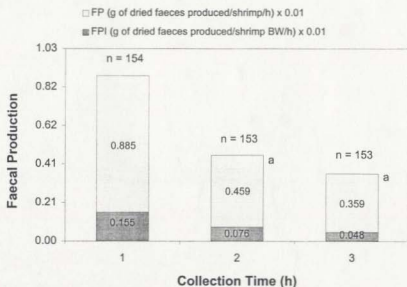 FP (g of dried faeces produced/shrimp/h) x 0.01
FPI (g of dried faeces produced/shrimp BW/h) x 0.01
1.03
0.82
0.62
0.41
0.21
0.00
Faecal Production
n = 154
0.885
0.155
n = 153
a
0.459
0.076
n = 153
a
0.359
0.048
1
2
3
Collection Time (h)